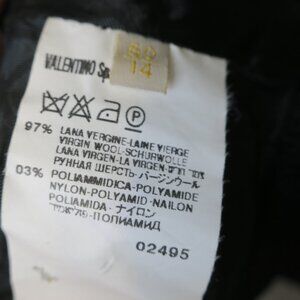 VALENTINO Sp
50
14
97% LANA VERGINE-LAINE VIERGE
VIRGIN WOOL-SCHURWOLLE
LANA VIRGEN-LA VIRGEN
РУННАЯ ШЕРСТЬ-バージンウール
03% POLIAMMIDICA-POLYAMIDE
NYLON-POLYAMID-NAILON
POLIAMIDA-ナイロン
ПОЛИАМИД
02495